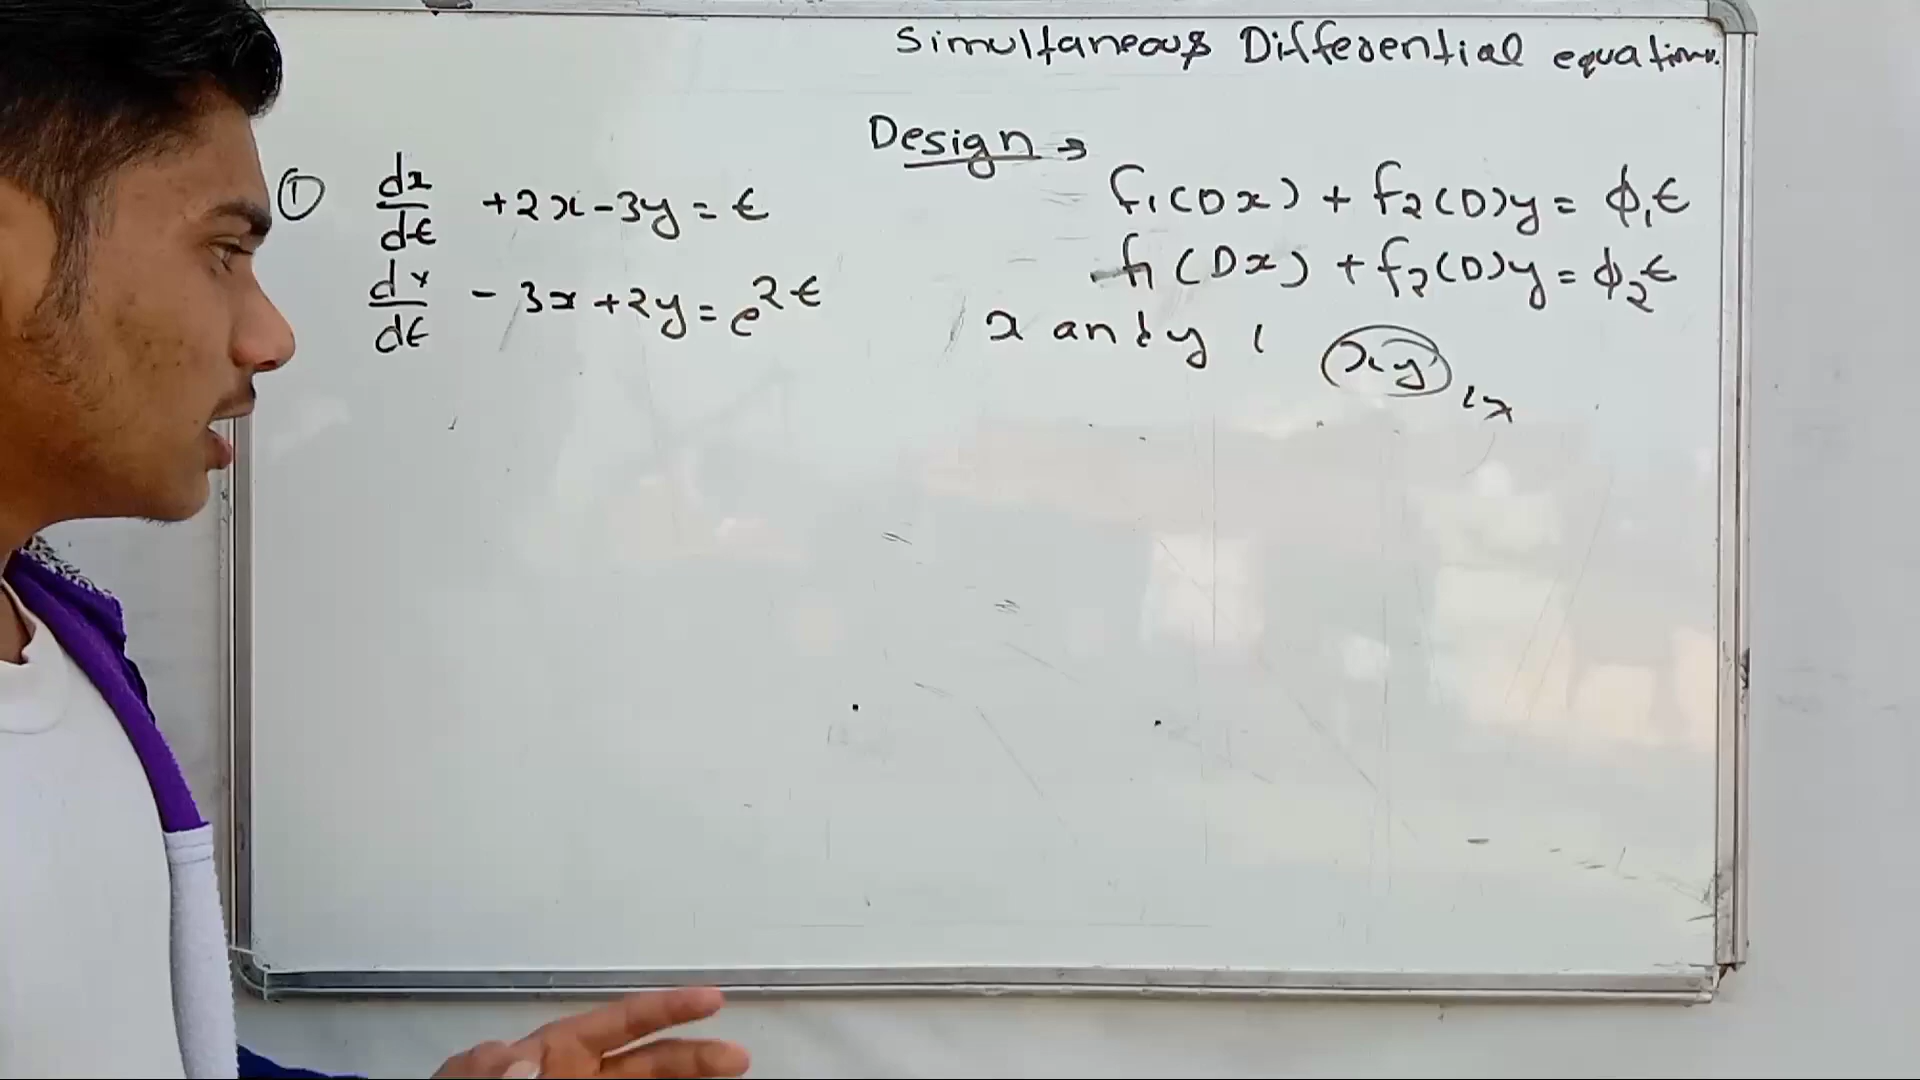 Simultaneous Differential equations.
Design →
① dx/dt +2x-3y = t
dy/dt - 3x+2y = e^2t
f1(Dx) + f2(D)y = ϕ1t
f1(Dx) + f2(D)y = ϕ2t
x and y ( xy